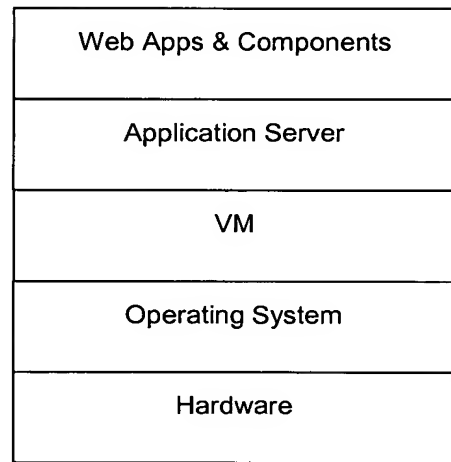 Web Apps & Components
Application Server
VM
Operating System
Hardware